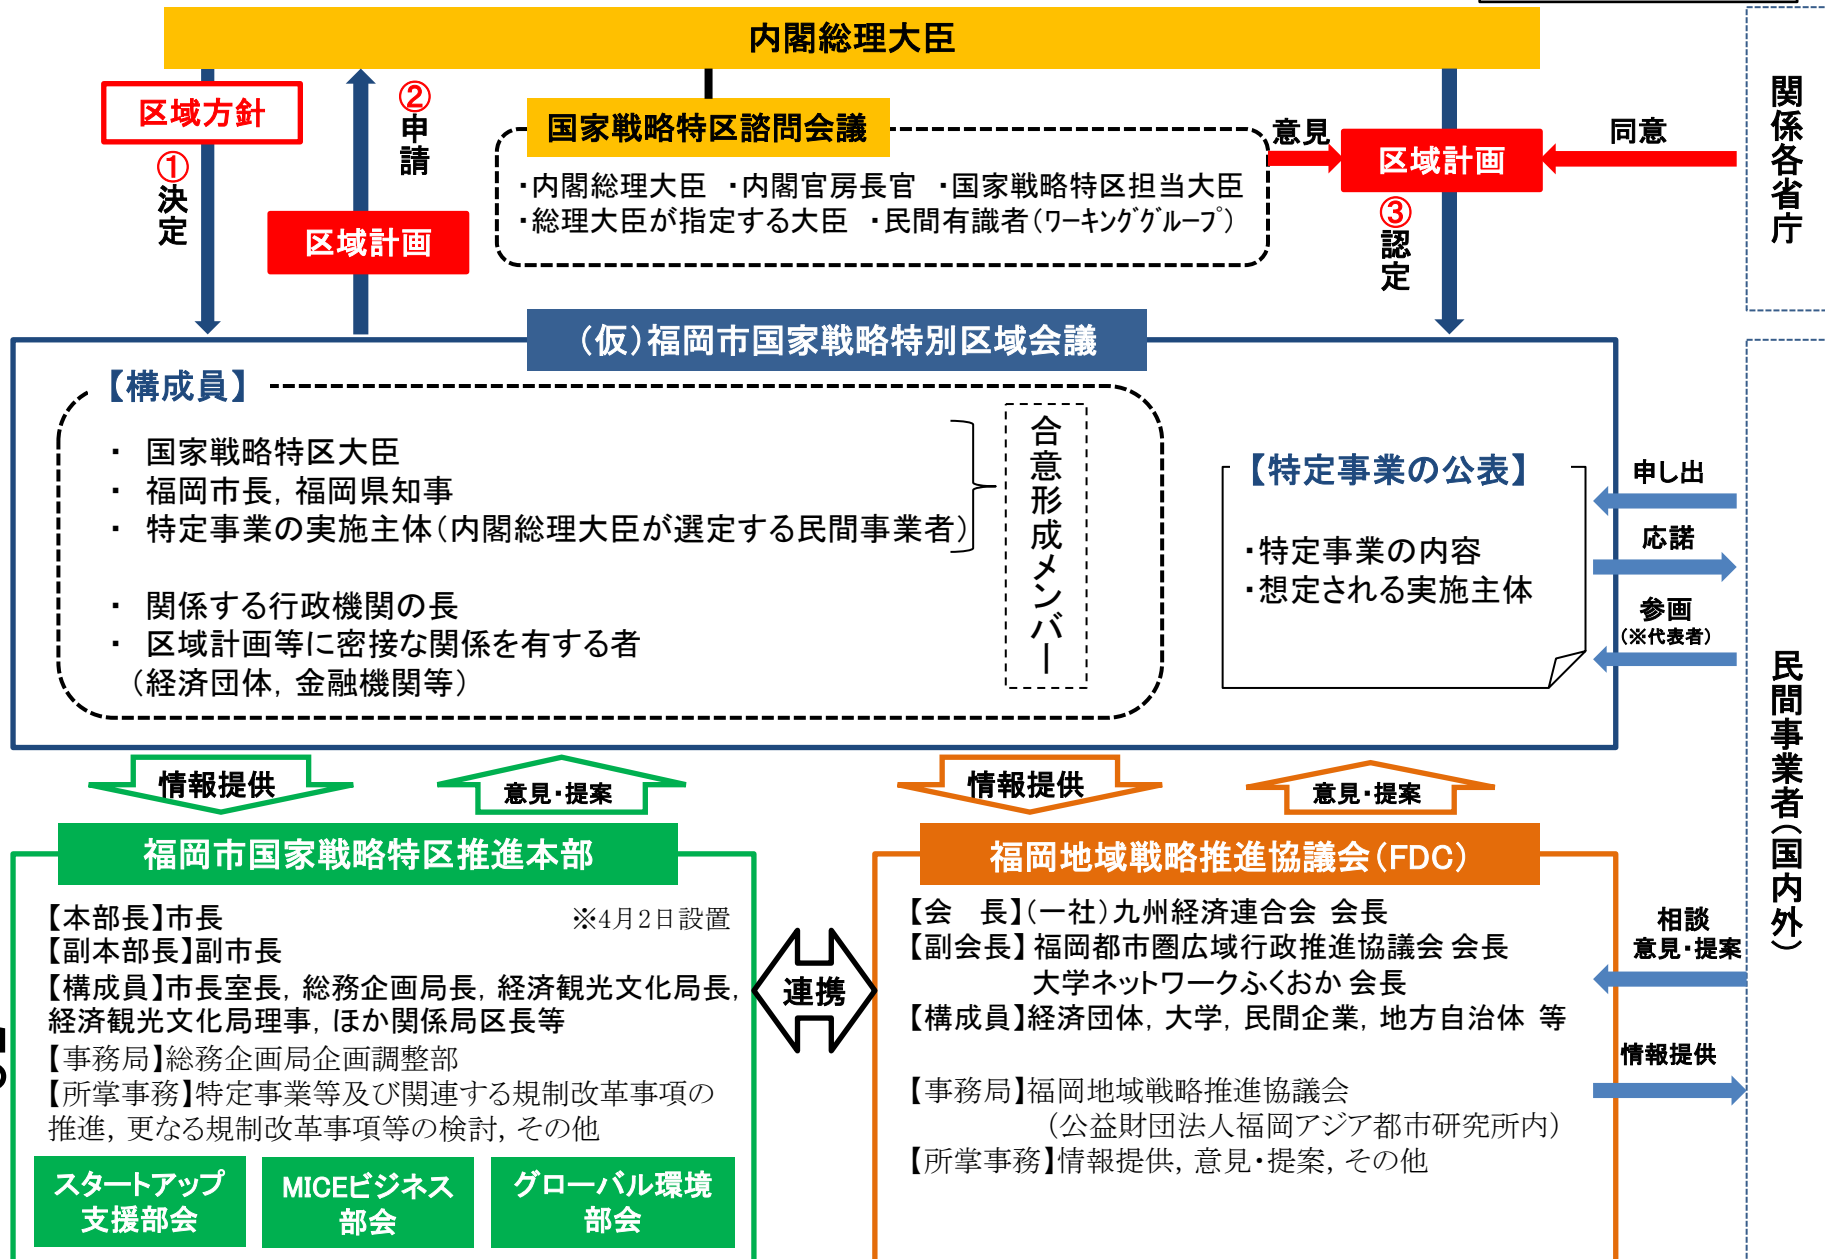 内閣総理大臣
区域方針
①
決定
②
申請
区域計画
国家戦略特区諮問会議
・内閣総理大臣 ・内閣官房長官 ・国家戦略特区担当大臣
・総理大臣が指定する大臣 ・民間有識者(ワーキンググループ)
意見
区域計画
同意
③
認定
関係各省庁
(仮)福岡市国家戦略特別区域会議
【構成員】
・ 国家戦略特区大臣
・ 福岡市長, 福岡県知事
・ 特定事業の実施主体(内閣総理大臣が選定する民間事業者)
・ 関係する行政機関の長
・ 区域計画等に密接な関係を有する者
(経済団体, 金融機関等)
合意形成メンバー
【特定事業の公表】
・特定事業の内容
・想定される実施主体
申し出
応諾
参画
(※代表者)
民間事業者(国内外)
情報提供
意見・提案
情報提供
意見・提案
福岡市国家戦略特区推進本部
【本部長】市長 ※4月2日設置
【副本部長】副市長
【構成員】市長室長, 総務企画局長, 経済観光文化局長,
経済観光文化局理事, ほか関係局区長等
【事務局】総務企画局企画調整部
【所掌事務】特定事業等及び関連する規制改革事項の
推進, 更なる規制改革事項等の検討, その他
スタートアップ
支援部会
MICEビジネス
部会
グローバル環境
部会
連携
福岡地域戦略推進協議会(FDC)
【会 長】(一社)九州経済連合会 会長
【副会長】福岡都市圏広域行政推進協議会 会長
大学ネットワークふくおか 会長
【構成員】経済団体, 大学, 民間企業, 地方自治体 等
【事務局】福岡地域戦略推進協議会
(公益財団法人福岡アジア都市研究所内)
【所掌事務】情報提供, 意見・提案, その他
相談
意見・提案
情報提供